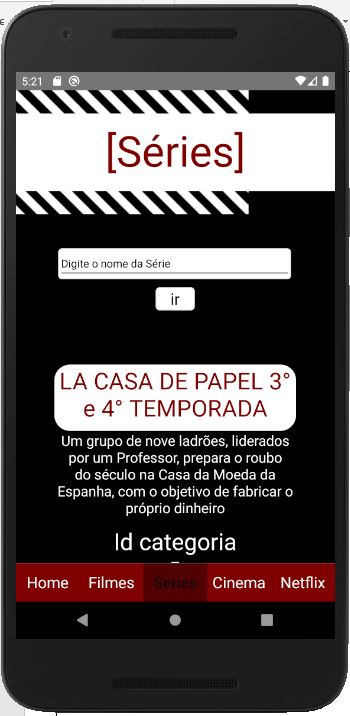 5:21
[Séries]
Digite o nome da Série
ir
LA CASA DE PAPEL 3°
e 4° TEMPORADA
Um grupo de nove ladrões, liderados
por um Professor, prepara o roubo
do século na Casa da Moeda da
Espanha, com o objetivo de fabricar o
próprio dinheiro
Id categoria
Home Filmes Series Cinema Netflix